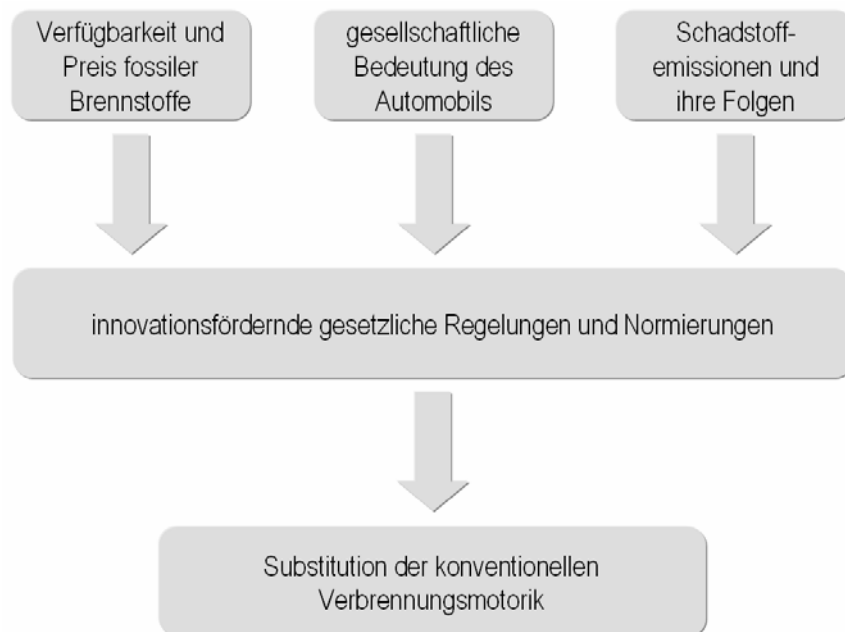 Verfügbarkeit und
Preis fossiler
Brennstoffe
gesellschaftliche
Bedeutung des
Automobils
Schadstoff-
emissionen und
ihre Folgen
innovationsfördernde gesetzliche Regelungen und Normierungen
Substitution der konventionellen
Verbrennungsmotorik